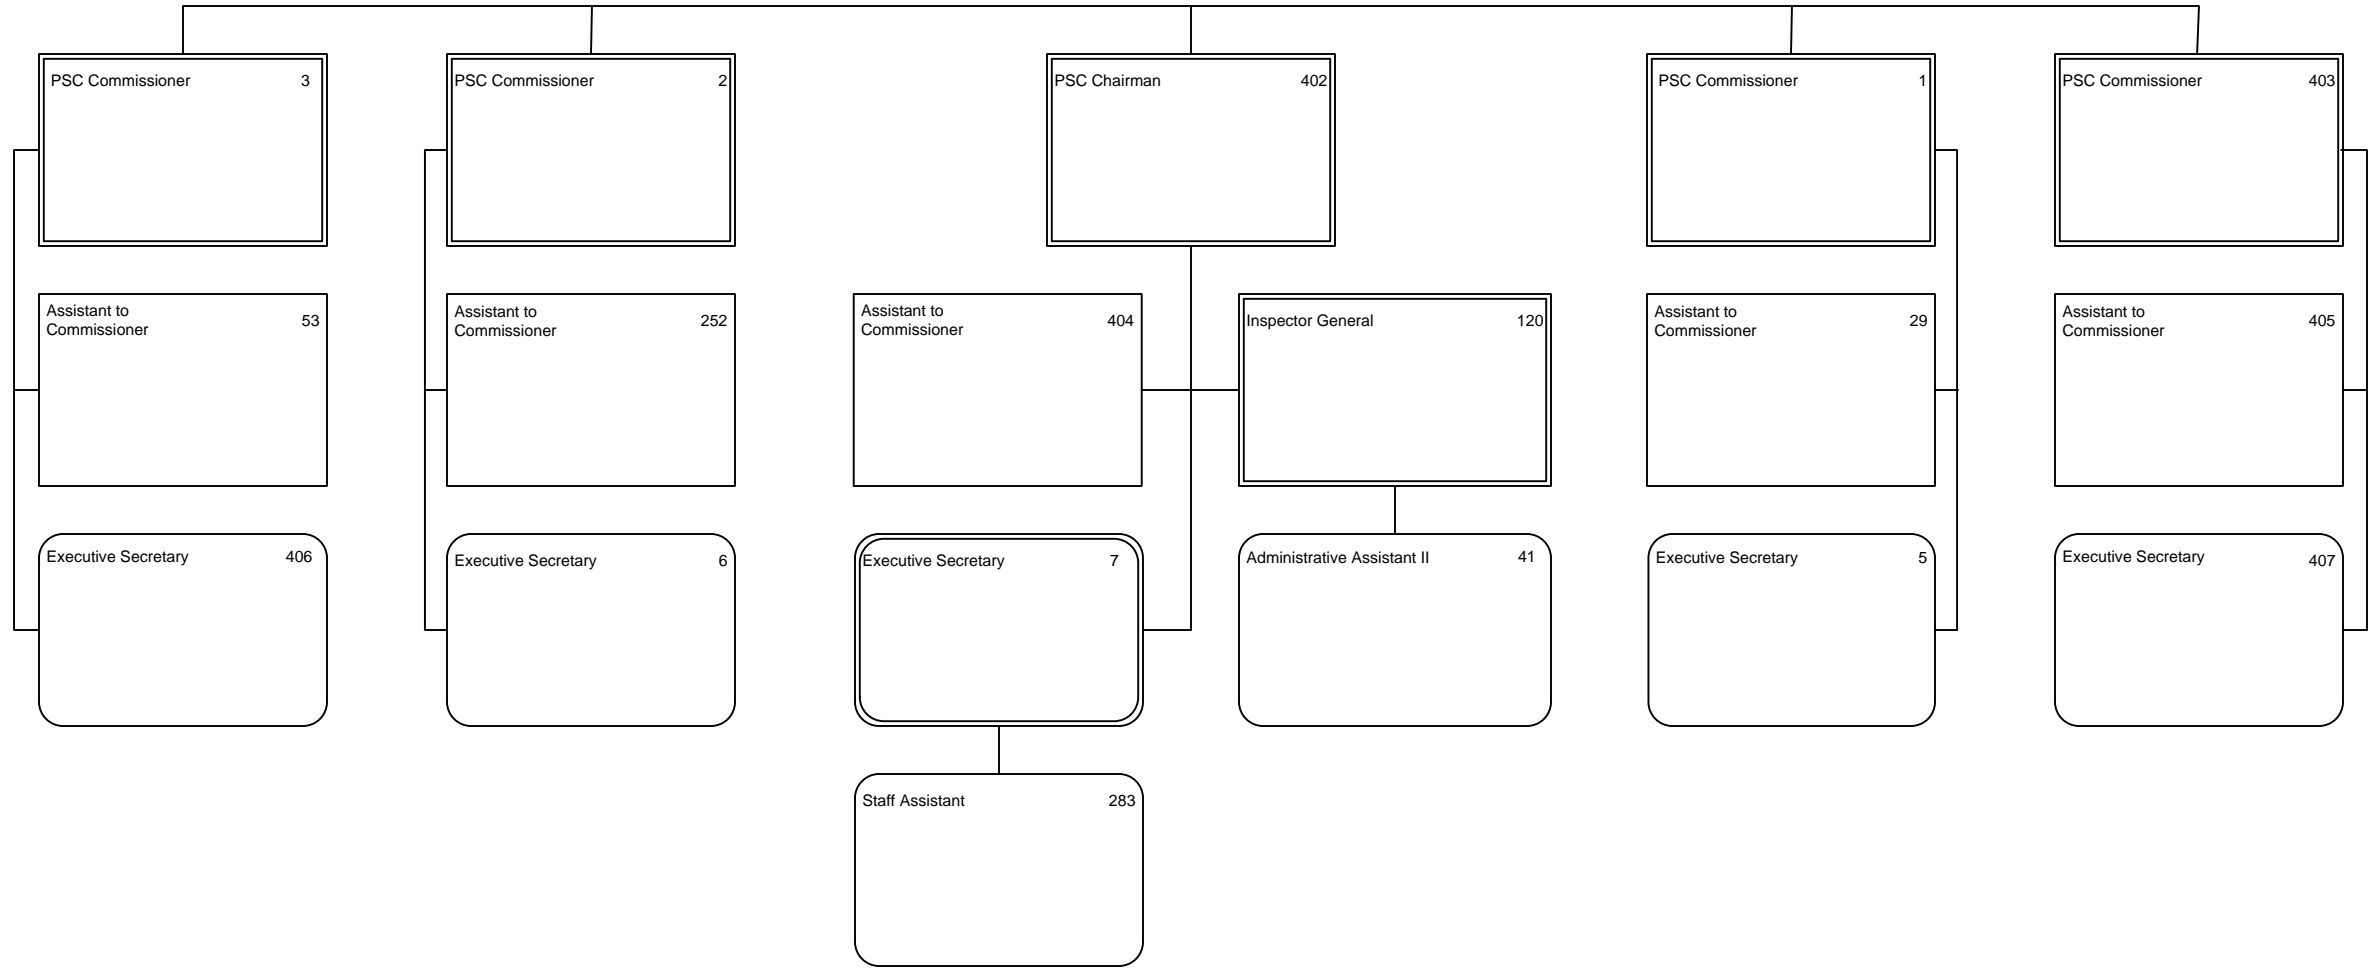 PSC Commissioner 3
PSC Commissioner 2
PSC Chairman 402
PSC Commissioner 1
PSC Commissioner 403
Assistant to
Commissioner 53
Assistant to
Commissioner 252
Assistant to
Commissioner 404
Inspector General 120
Assistant to
Commissioner 29
Assistant to
Commissioner 405
Executive Secretary 406
Executive Secretary 6
Executive Secretary 7
Administrative Assistant II 41
Executive Secretary 5
Executive Secretary 407
Staff Assistant 283